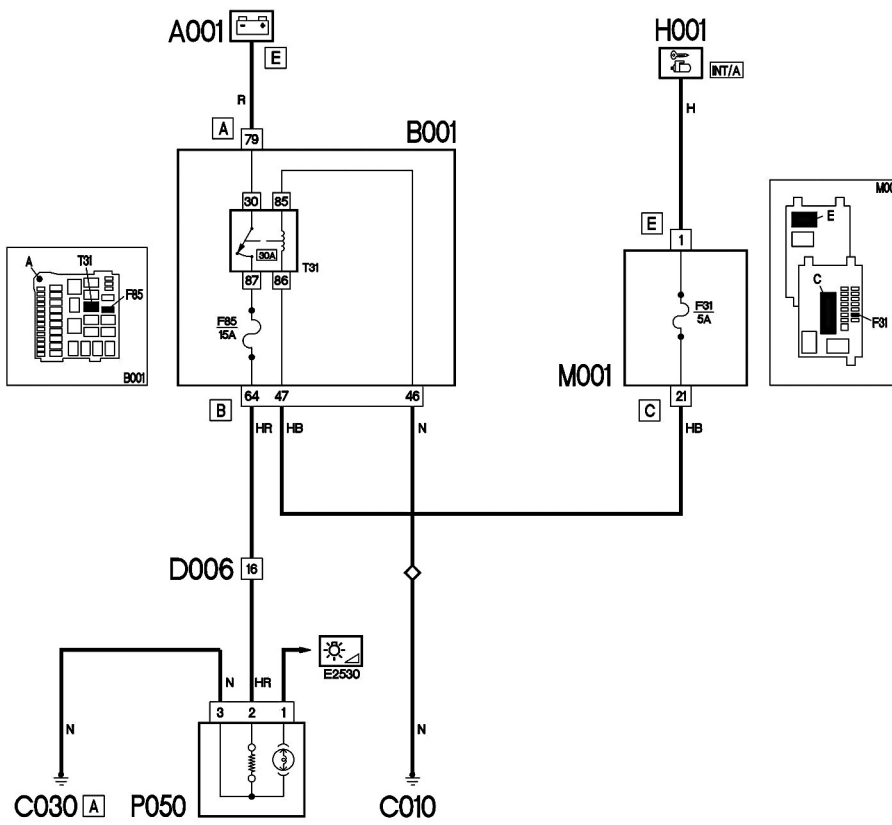 A001
E
R
A
79
B001
30
85
30A
T31
87
86
F85
15A
B
64
47
46
HR
HB
N
H001
INT/A
H
E
1
F31
5A
M001
C
21
HB
A
T31
F85
B001
E
C
F31
D006
16
E2530
N
HR
3
2
1
N
N
C030
A
P050
C010